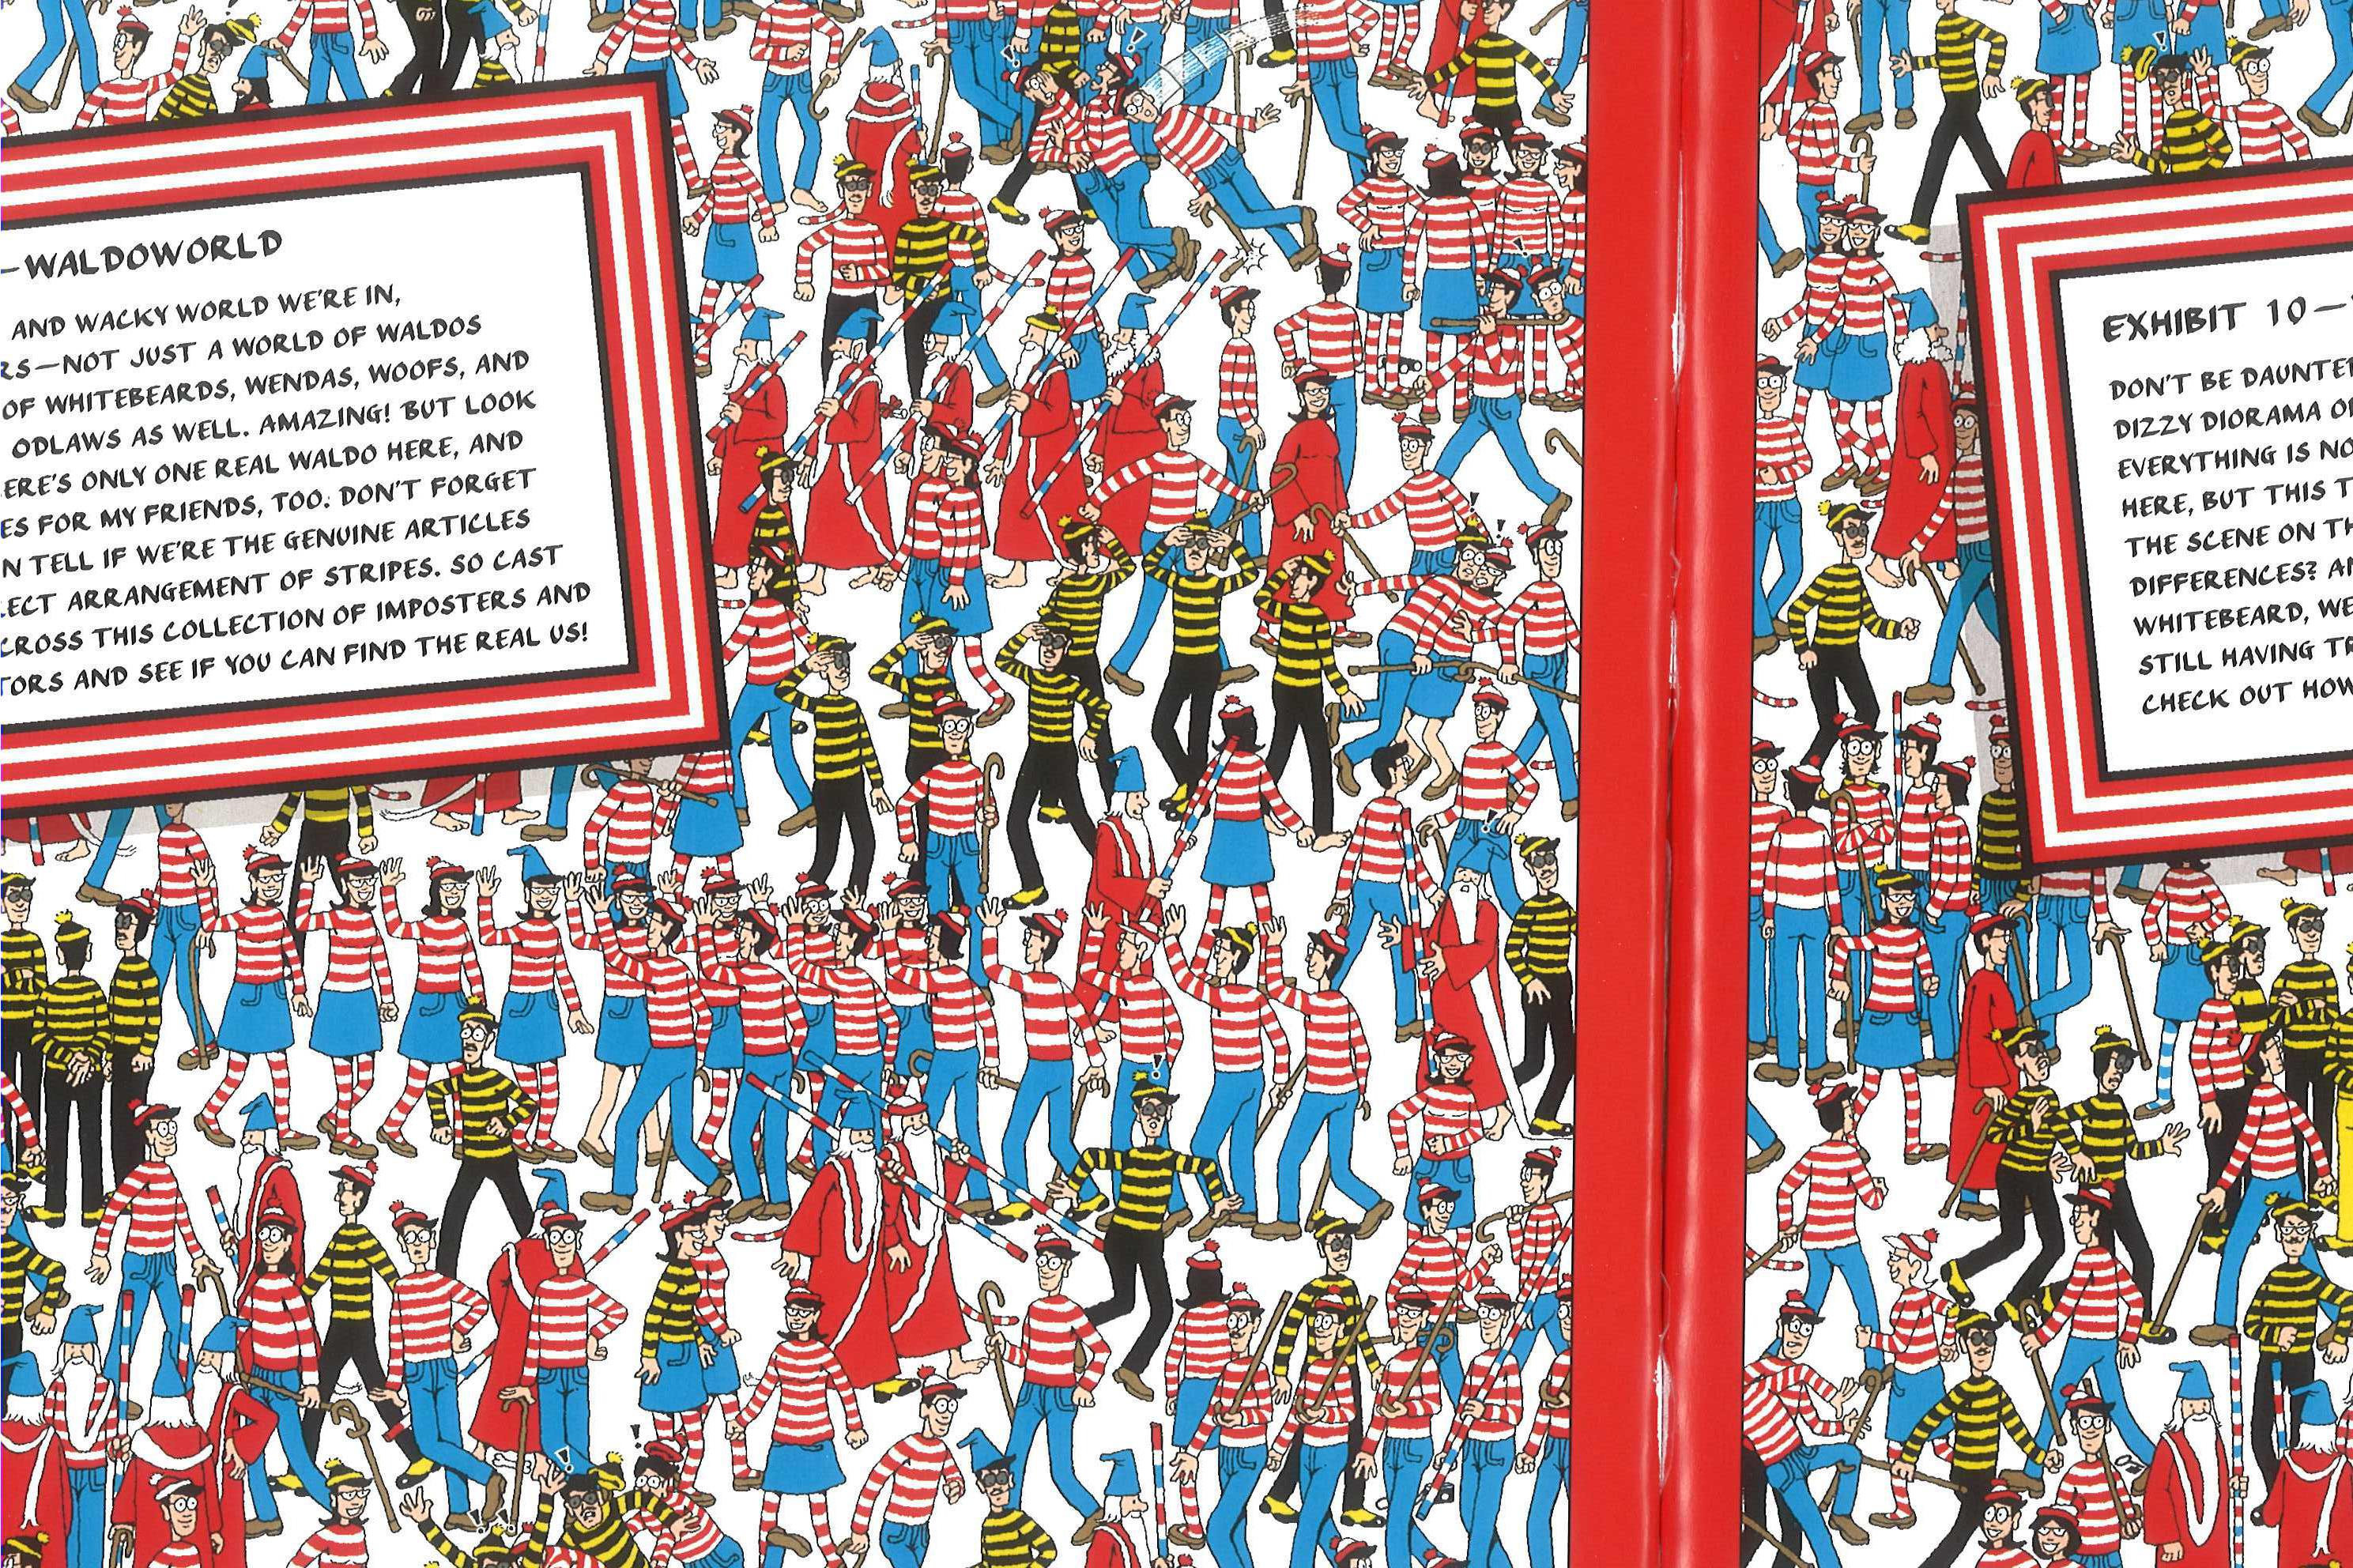 —WALDOWORLD
AND WACKY WORLD WE'RE IN,
RS—NOT JUST A WORLD OF WALDOS
OF WHITEBEARDS, WENDAS, WOOFS, AND
ODLAWS AS WELL. AMAZING! BUT LOOK
ERE'S ONLY ONE REAL WALDO HERE, AND
ES FOR MY FRIENDS, TOO. DON'T FORGET
N TELL IF WE'RE THE GENUINE ARTICLES
ECT ARRANGEMENT OF STRIPES. SO CAST
CROSS THIS COLLECTION OF IMPOSTERS AND
TORS AND SEE IF YOU CAN FIND THE REAL US!
EXHIBIT 10—
DON'T BE DAUNTE
DIZZY DIORAMA O
EVERYTHING IS NO
HERE, BUT THIS T
THE SCENE ON TH
DIFFERENCES? A
WHITEBEARD, WE
STILL HAVING TR
CHECK OUT HOW